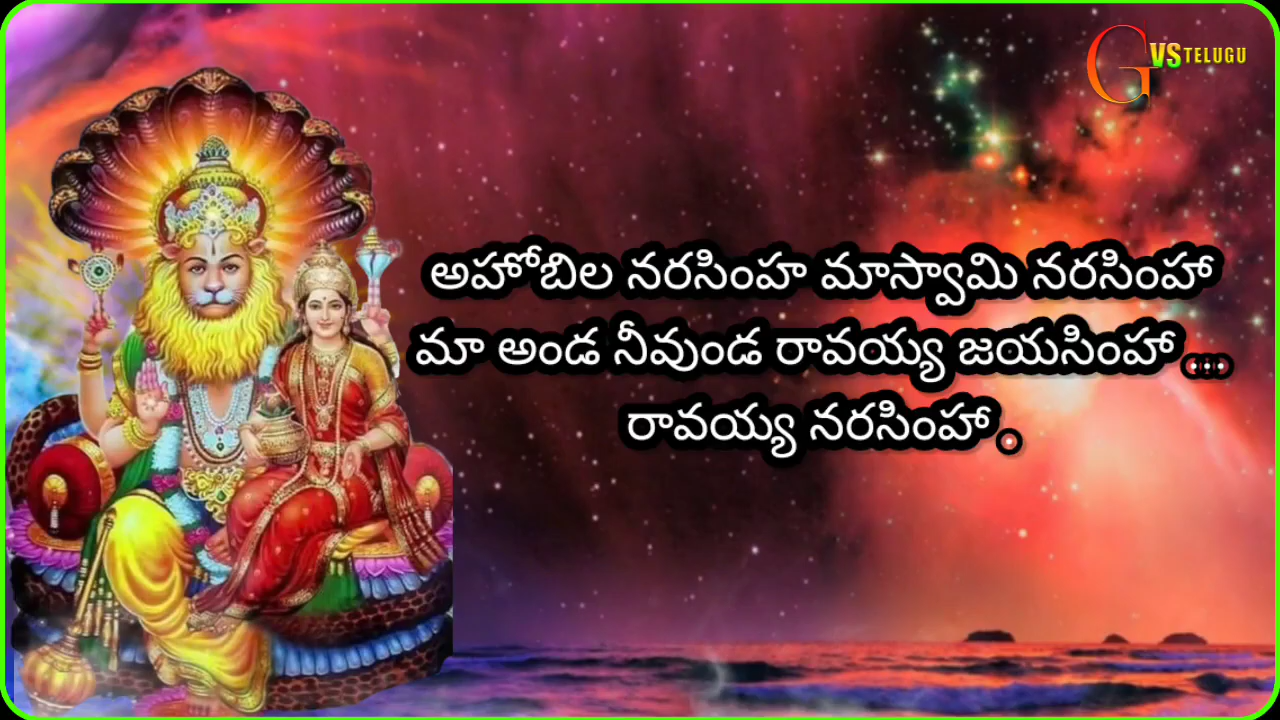 GVS TELUGU
అహోబిల నరసింహ మాస్వామి నరసింహా
మా అండ నీవుండ రావయ్య జయసింహా ...
రావయ్య నరసింహా .